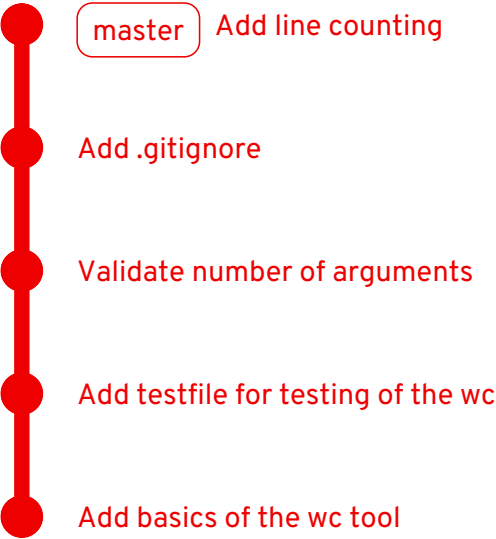 master Add line counting
Add .gitignore
Validate number of arguments
Add testfile for testing of the wc
Add basics of the wc tool